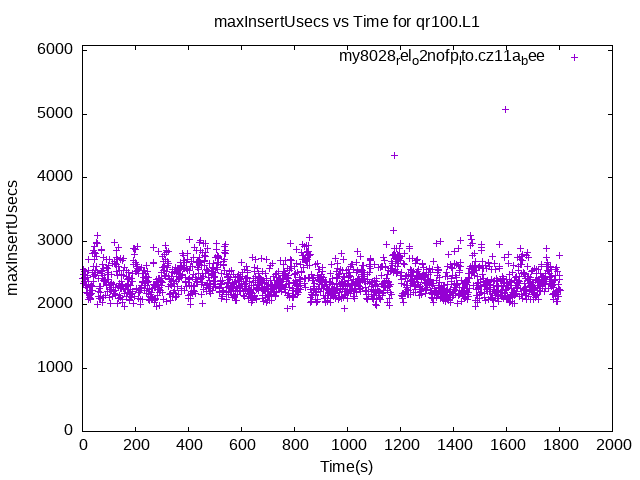 maxInsertUsecs vs Time for qr100.L1
my8028relo2nofplto.cz11abee
6000
5000
4000
3000
2000
1000
0
maxInsertUsecs
0 200 400 600 800 1000 1200 1400 1600 1800 2000
Time(s)